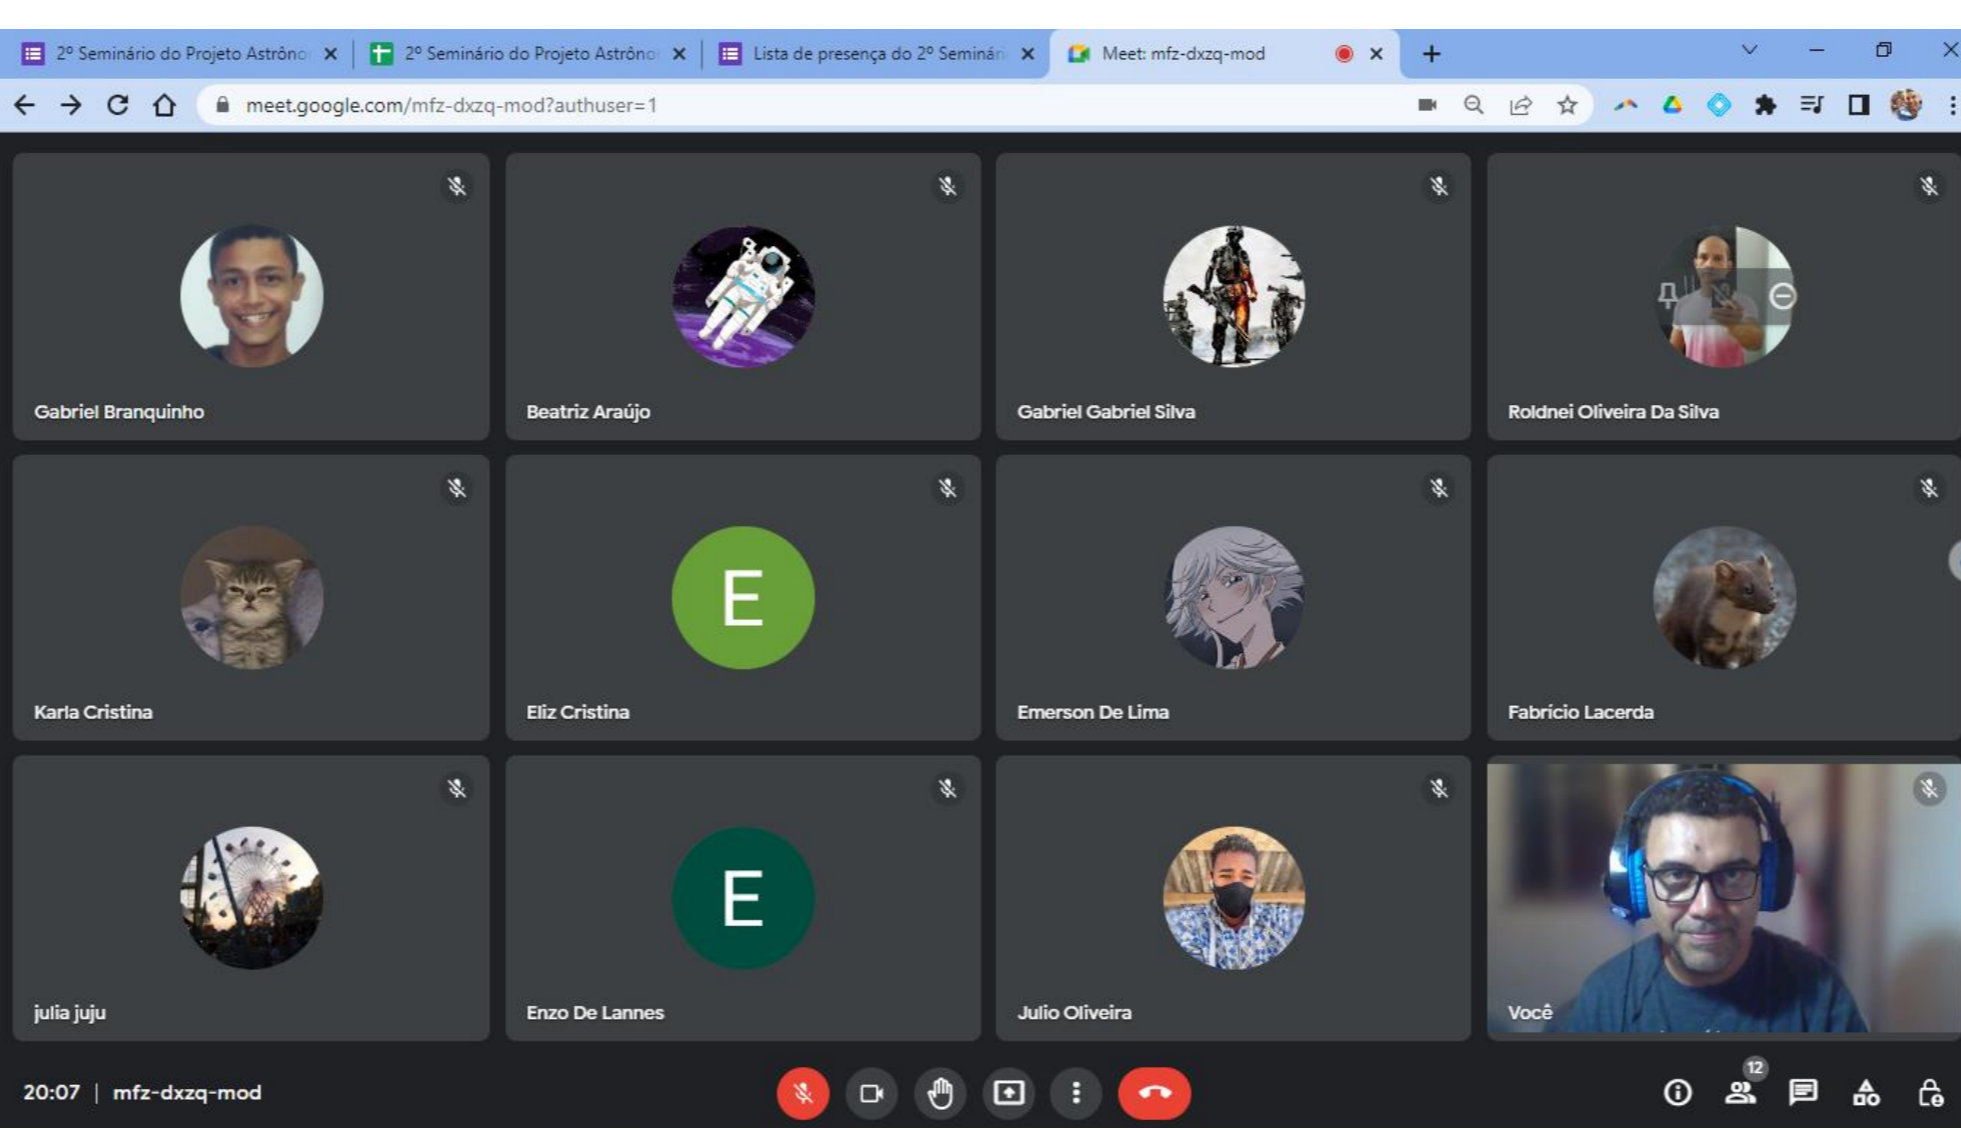 2º Seminário do Projeto Astrôno
2º Seminário do Projeto Astrôno
Lista de presença do 2º Seminári
Meet: mfz-dxzq-mod
meet.google.com/mfz-dxzq-mod?authuser=1
Gabriel Branquinho
Beatriz Araújo
Gabriel Gabriel Silva
Roldnei Oliveira Da Silva
Karla Cristina
E
Eliz Cristina
Emerson De Lima
Fabrício Lacerda
julia juju
E
Enzo De Lannes
Julio Oliveira
Você
20:07 | mfz-dxzq-mod
12